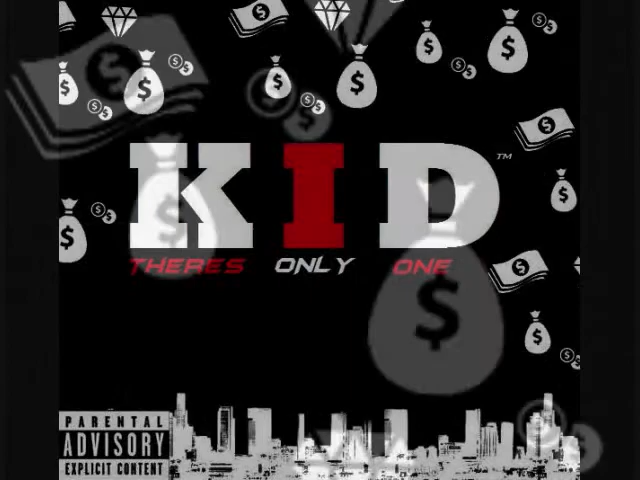 KID™
THERES ONLY ONE
PARENTAL
ADVISORY
EXPLICIT CONTENT